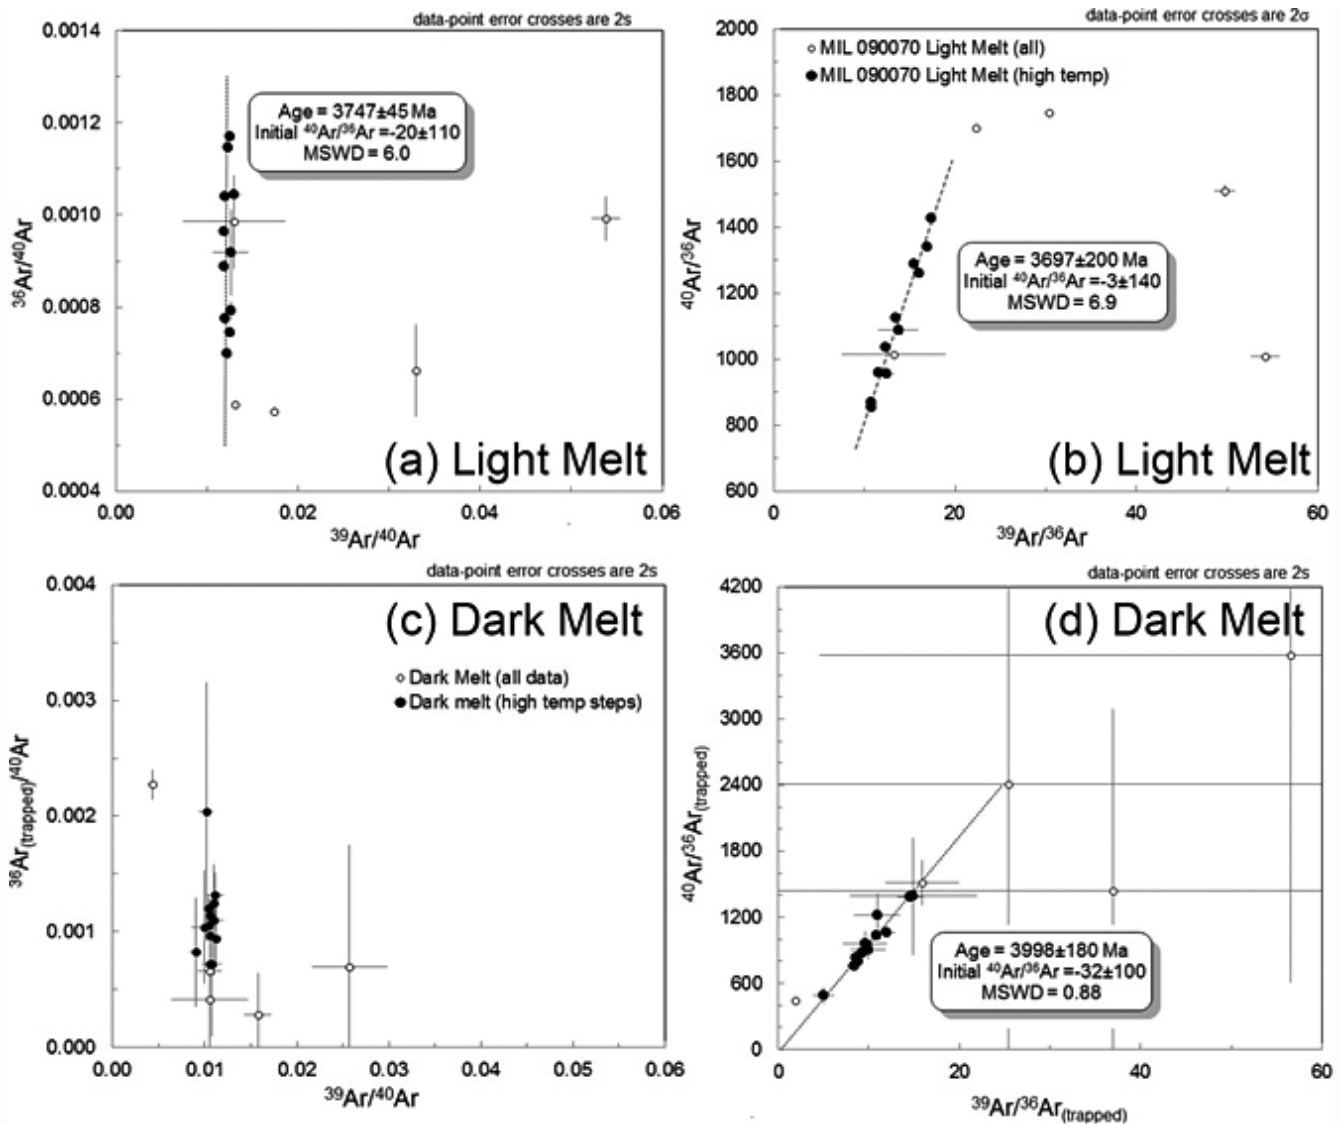 data-point error crosses are 2s
0.0014
0.0012
0.0010
0.0008
0.0006
0.0004
³⁶Ar/⁴⁰Ar
Age = 3747±45 Ma
Initial ⁴⁰Ar/³⁶Ar =-20±110
MSWD = 6.0
(a) Light Melt
0.00
0.02
0.04
0.06
³⁹Ar/⁴⁰Ar
data-point error crosses are 2σ
2000
1800
1600
1400
1200
1000
800
600
⁴⁰Ar/³⁶Ar
MIL 090070 Light Melt (all)
MIL 090070 Light Melt (high temp)
Age = 3697±200 Ma
Initial ⁴⁰Ar/³⁶Ar =-3±140
MSWD = 6.9
(b) Light Melt
20
40
60
³⁹Ar/³⁶Ar
data-point error crosses are 2s
0.004
0.003
0.002
0.001
0.000
³⁶Ar(trapped)/⁴⁰Ar
(c) Dark Melt
Dark Melt (all data)
Dark melt (high temp steps)
0.00
0.01
0.02
0.03
0.04
0.05
0.06
³⁹Ar/⁴⁰Ar
data-point error crosses are 2s
4200
3600
3000
2400
1800
1200
600
0
⁴⁰Ar/³⁶Ar(trapped)
(d) Dark Melt
Age = 3998±180 Ma
Initial ⁴⁰Ar/³⁶Ar =-32±100
MSWD = 0.88
0
20
40
60
³⁹Ar/³⁶Ar(trapped)